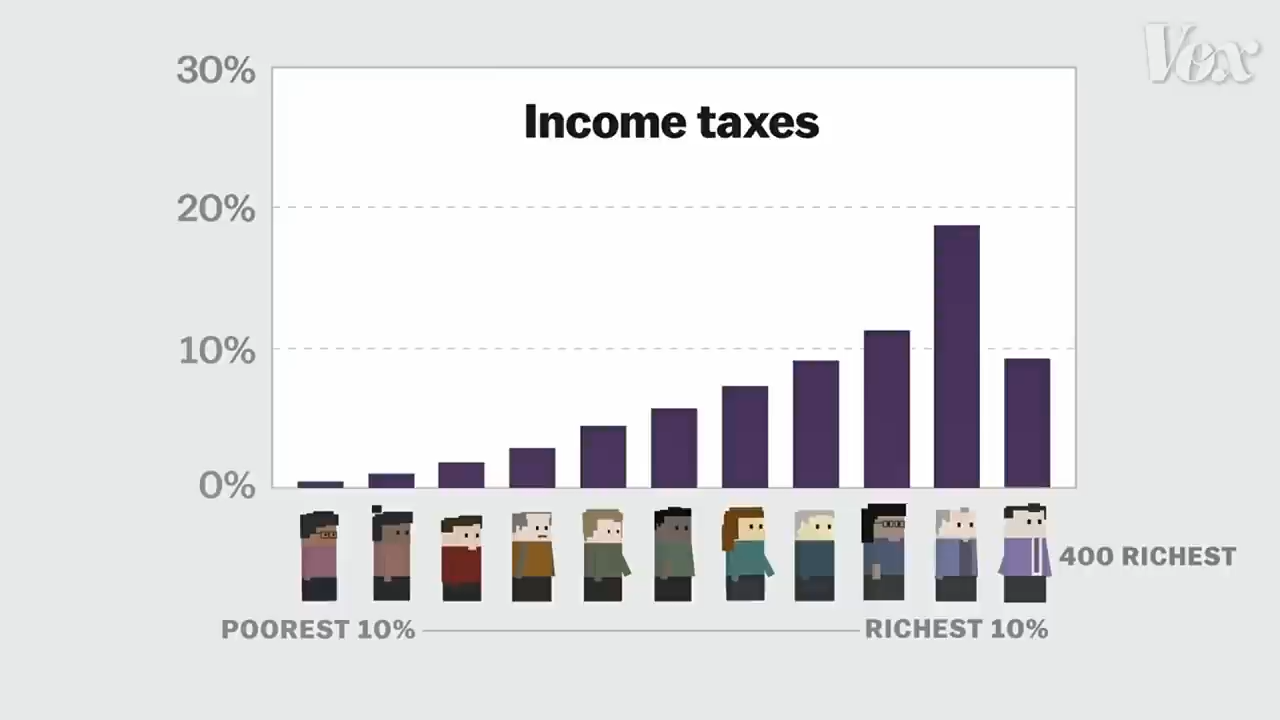 Vox
30%
Income taxes
20%
10%
0%
400 RICHEST
POOREST 10%
RICHEST 10%